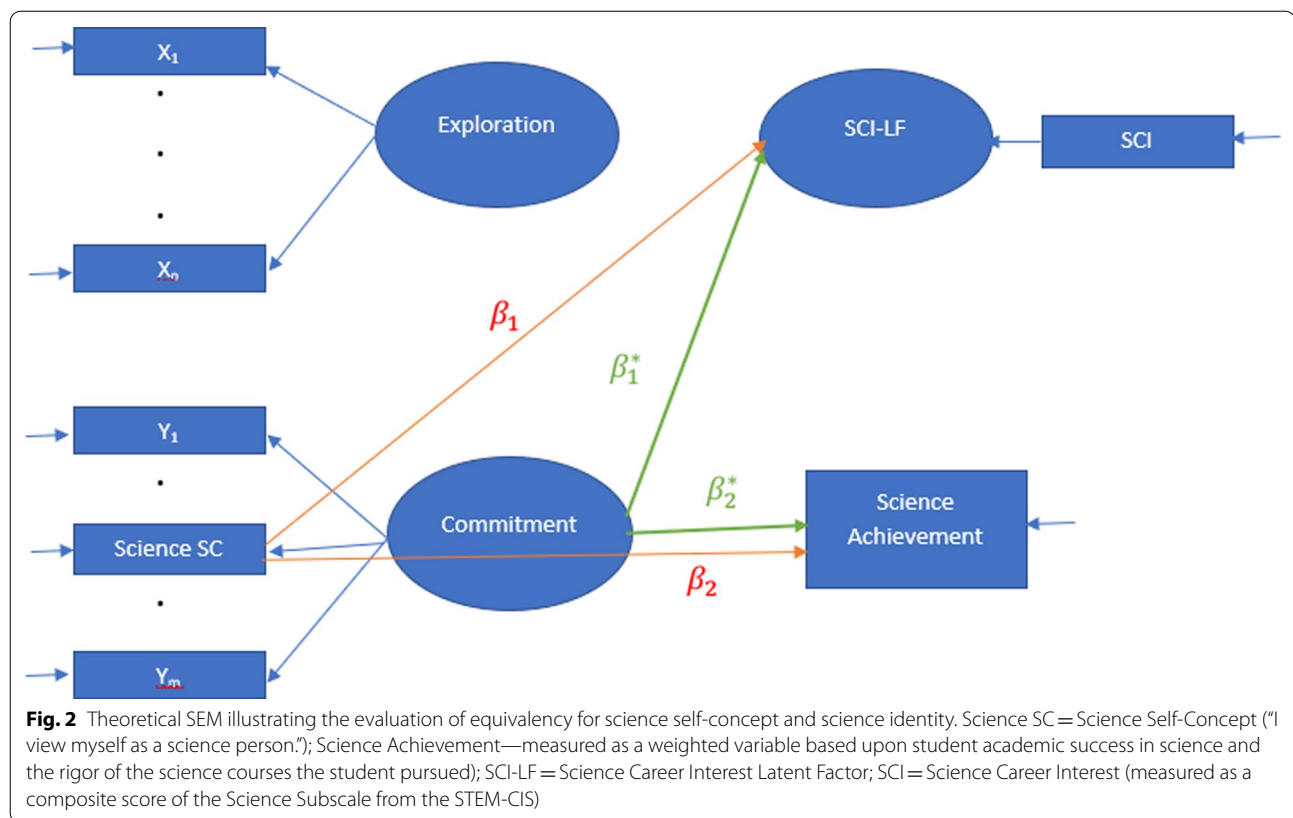 X₁
Exploration
SCI-LF
SCI
Xₙ
β₁
β₁*
Y₁
Commitment
β₂*
Science
Achievement
Science SC
β₂
Yₘ
Fig. 2 Theoretical SEM illustrating the evaluation of equivalency for science self-concept and science identity. Science SC = Science Self-Concept (“I
view myself as a science person.”); Science Achievement—measured as a weighted variable based upon student academic success in science and
the rigor of the science courses the student pursued); SCI-LF = Science Career Interest Latent Factor; SCI = Science Career Interest (measured as a
composite score of the Science Subscale from the STEM-CIS)